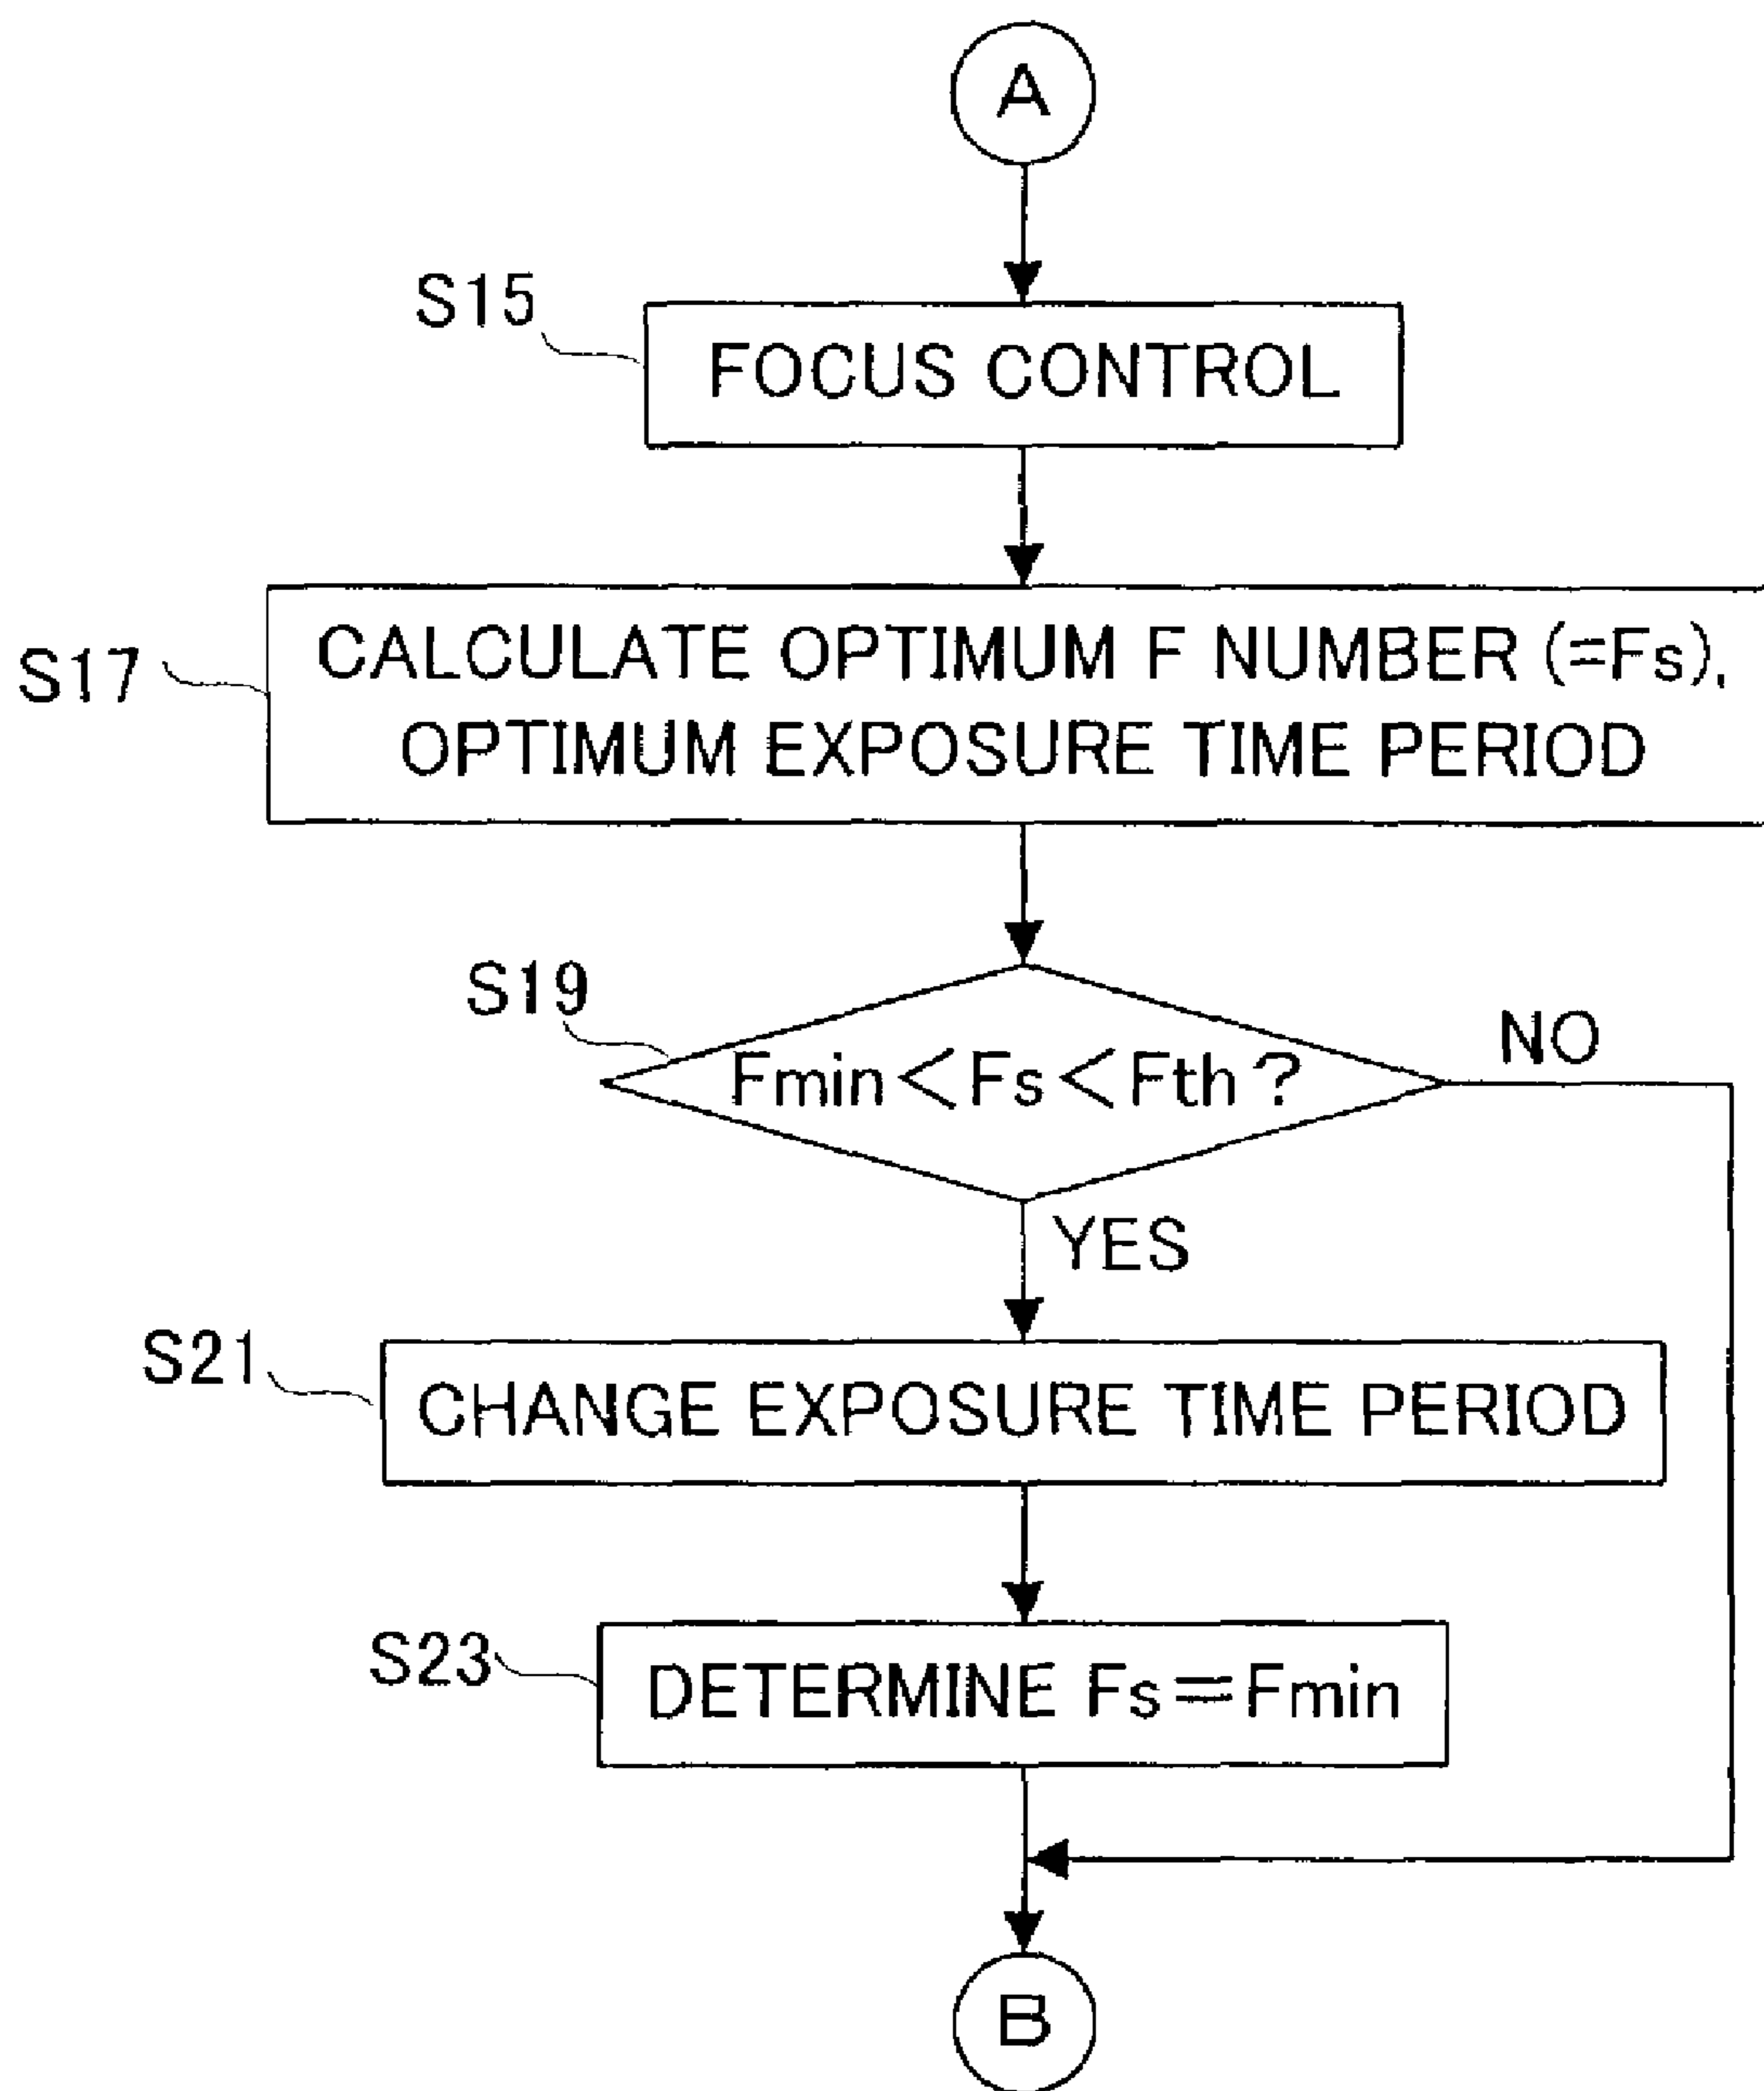 A
S15
FOCUS CONTROL
S17
CALCULATE OPTIMUM F NUMBER (=Fs),
OPTIMUM EXPOSURE TIME PERIOD
S19
Fmin<Fs<Fth?
NO
YES
S21
CHANGE EXPOSURE TIME PERIOD
S23
DETERMINE Fs=Fmin
B